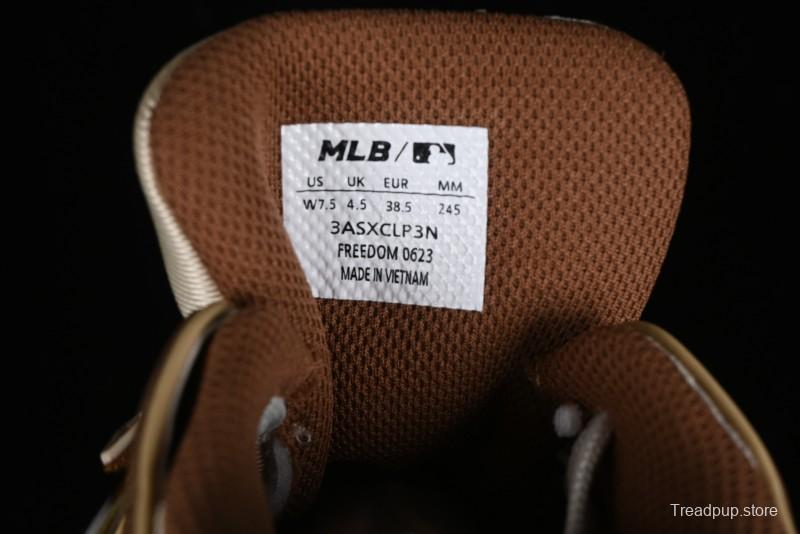 MLB /
US UK EUR MM
W7.5 4.5 38.5 245
3ASXCLP3N
FREEDOM 0623
MADE IN VIETNAM
Treadpup.store